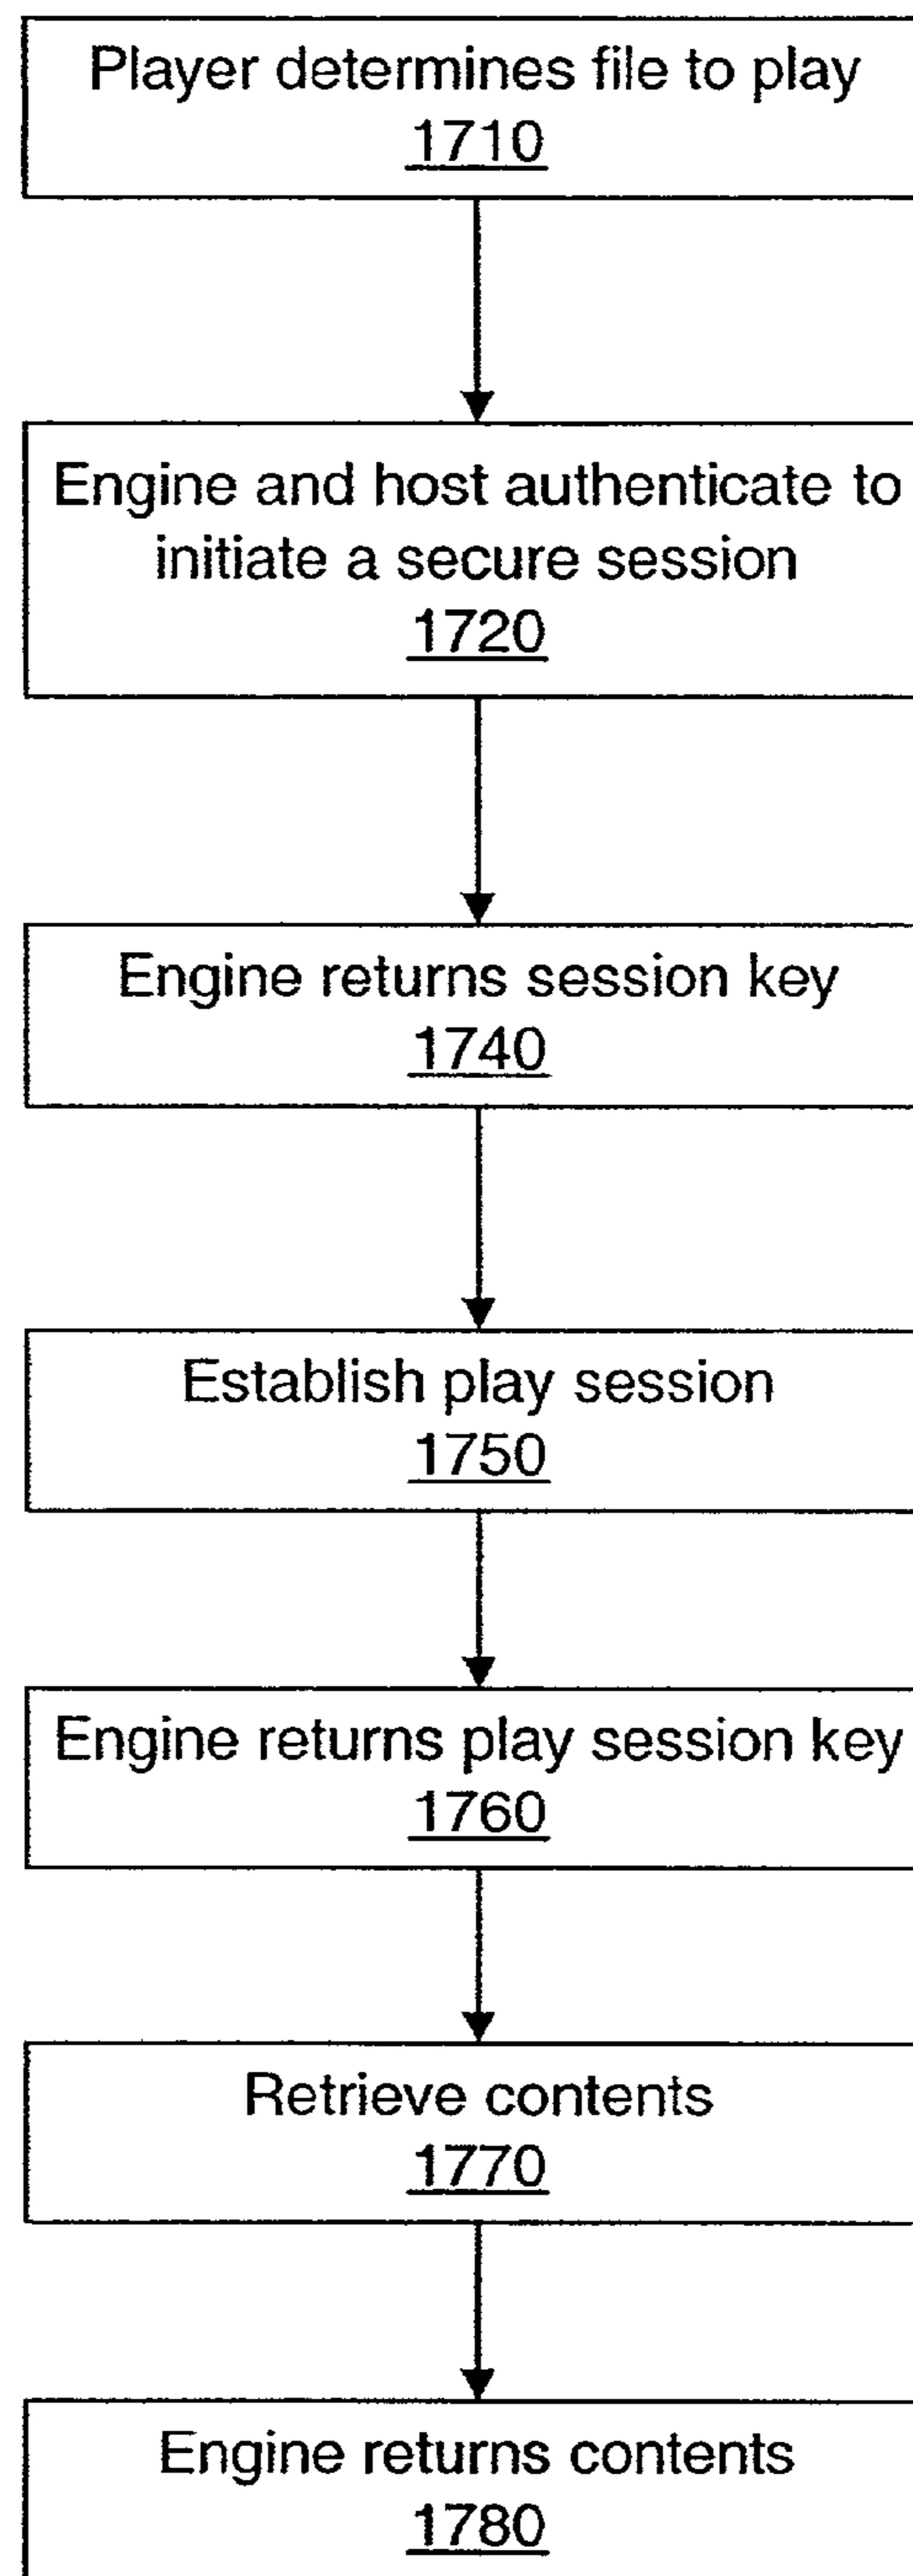 Player determines file to play
1710
Engine and host authenticate to
initiate a secure session
1720
Engine returns session key
1740
Establish play session
1750
Engine returns play session key
1760
Retrieve contents
1770
Engine returns contents
1780